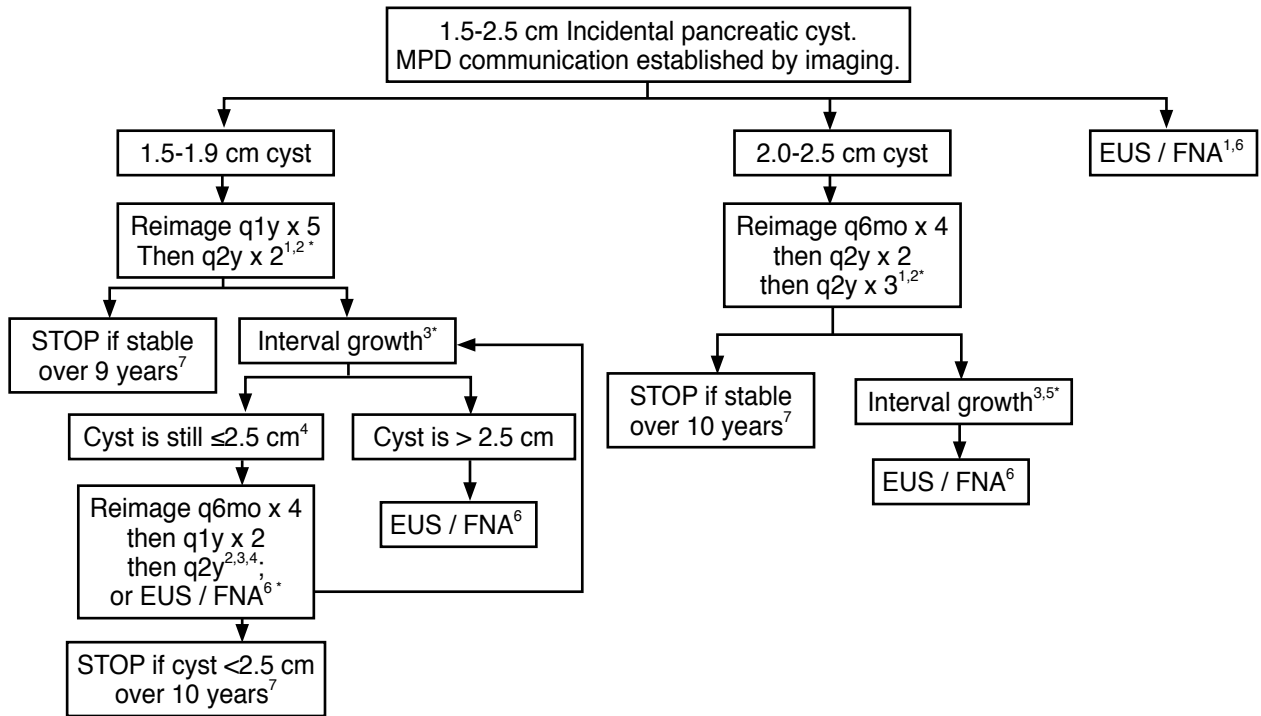 1.5-2.5 cm Incidental pancreatic cyst.
MPD communication established by imaging.
1.5-1.9 cm cyst
2.0-2.5 cm cyst
EUS / FNA1,6
Reimage q1y x 5
Then q2y x 21,2 *
Reimage q6mo x 4
then q2y x 2
then q2y x 31,2*
STOP if stable
over 9 years7
Interval growth3*
STOP if stable
over 10 years7
Interval growth3,5*
Cyst is still ≤2.5 cm4
Cyst is > 2.5 cm
EUS / FNA6
Reimage q6mo x 4
then q1y x 2
then q2y2,3,4;
or EUS / FNA6 *
EUS / FNA6
STOP if cyst <2.5 cm
over 10 years7